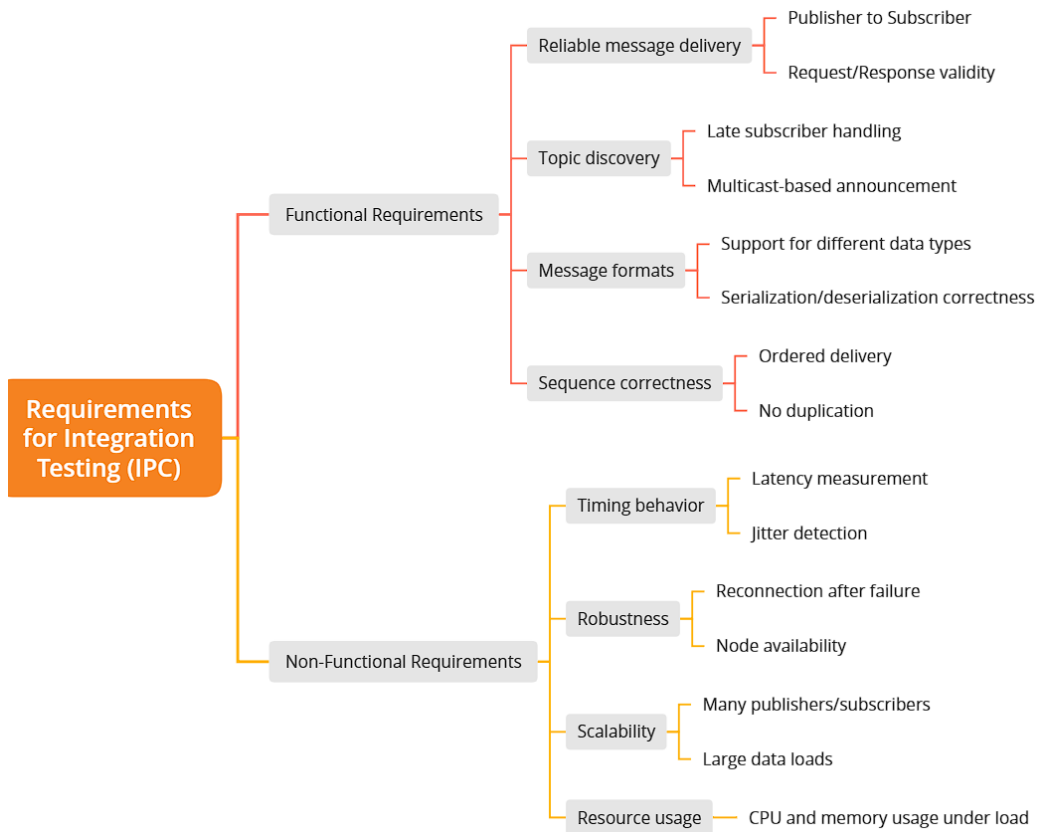 Requirements
for Integration
Testing (IPC)
Functional Requirements
Reliable message delivery
Publisher to Subscriber
Request/Response validity
Topic discovery
Late subscriber handling
Multicast-based announcement
Message formats
Support for different data types
Serialization/deserialization correctness
Sequence correctness
Ordered delivery
No duplication
Non-Functional Requirements
Timing behavior
Latency measurement
Jitter detection
Robustness
Reconnection after failure
Node availability
Scalability
Many publishers/subscribers
Large data loads
Resource usage
CPU and memory usage under load